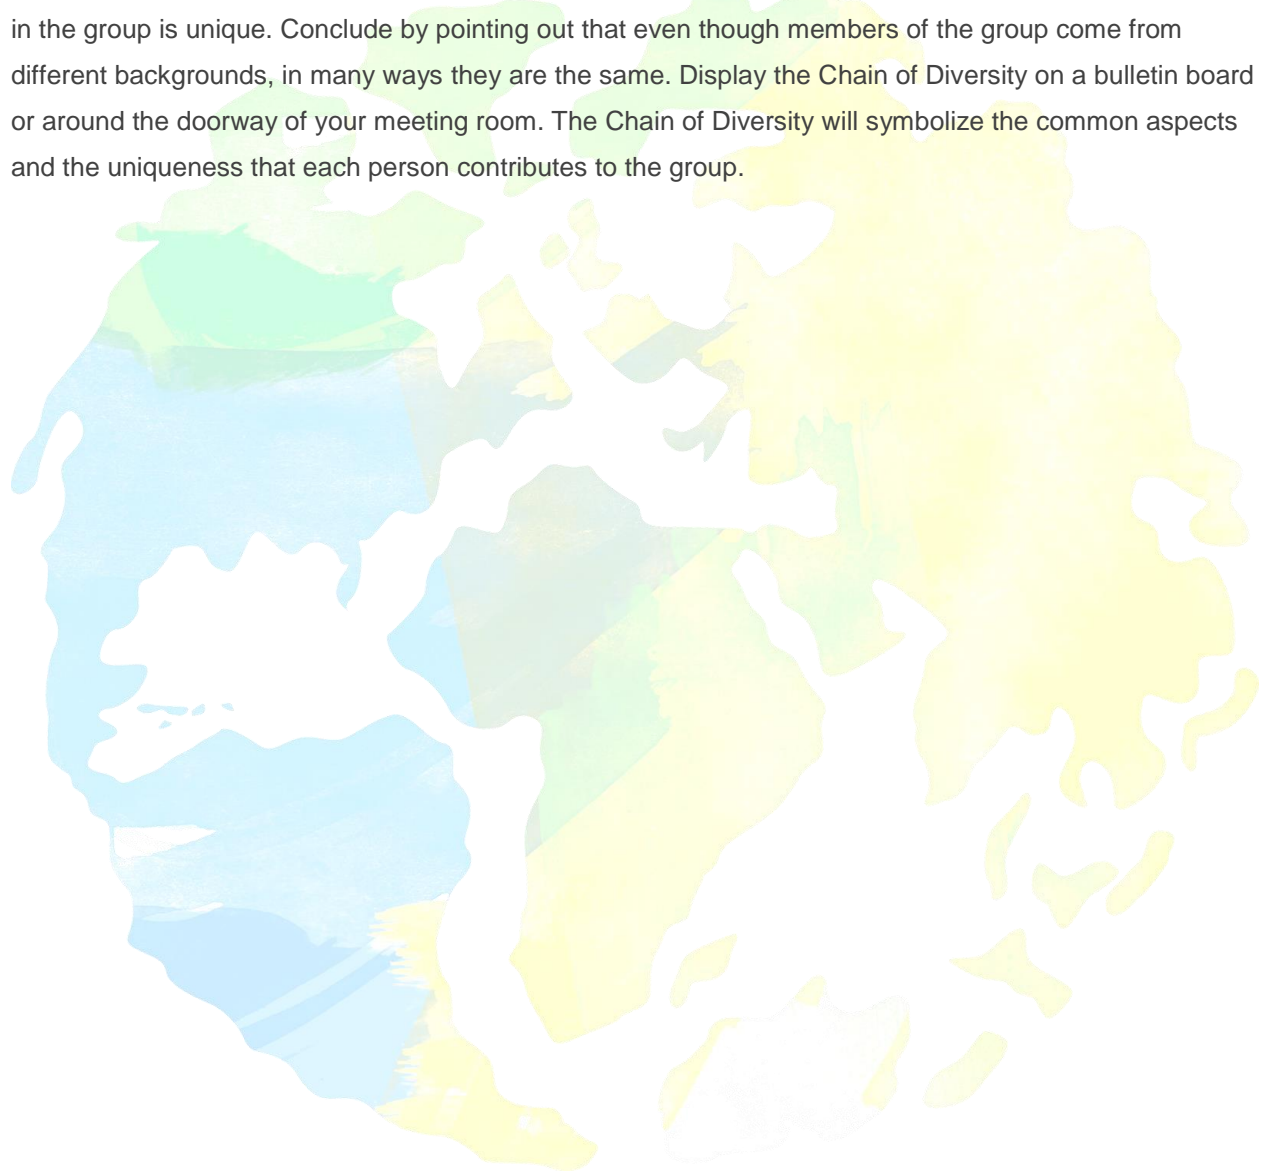 in the group is unique. Conclude by pointing out that even though members of the group come from
different backgrounds, in many ways they are the same. Display the Chain of Diversity on a bulletin board
or around the doorway of your meeting room. The Chain of Diversity will symbolize the common aspects
and the uniqueness that each person contributes to the group.